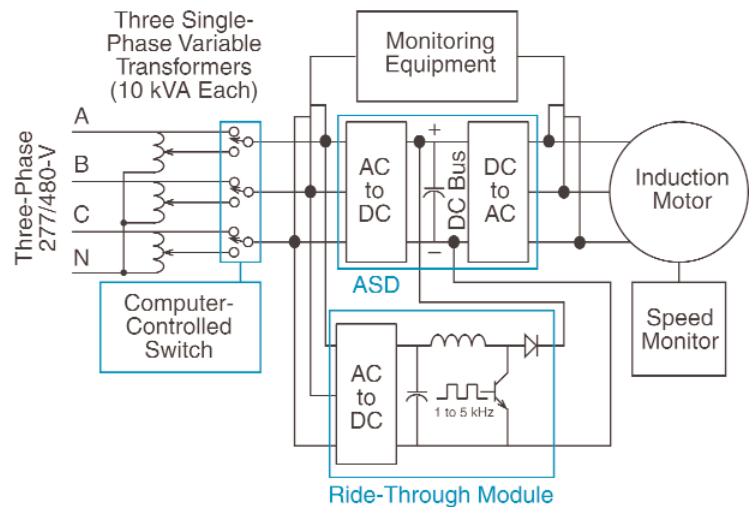 Three Single-
Phase Variable
Transformers
(10 kVA Each)
Monitoring
Equipment
Three-Phase
277/480-V
A
B
C
N
AC
to
DC
+
DC Bus
−
DC
to
AC
Induction
Motor
ASD
Computer-
Controlled
Switch
Speed
Monitor
AC
to
DC
1 to 5 kHz
Ride-Through Module